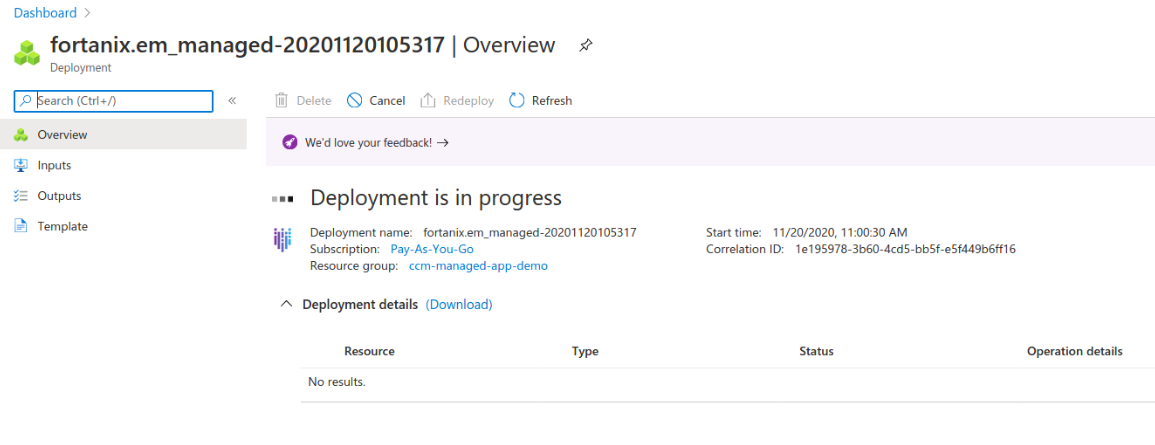 Dashboard >
fortanix.em_managed-20201120105317 | Overview
Deployment
Search (Ctrl+/) «
Delete Cancel Redeploy Refresh
Overview
Inputs
Outputs
Template
We'd love your feedback! →
Deployment is in progress
Deployment name: fortanix.em_managed-20201120105317 Start time: 11/20/2020, 11:00:30 AM
Subscription: Pay-As-You-Go Correlation ID: 1e195978-3b60-4cd5-bb5f-e5f449b6ff16
Resource group: ccm-managed-app-demo
Deployment details (Download)
Resource Type Status Operation details
No results.